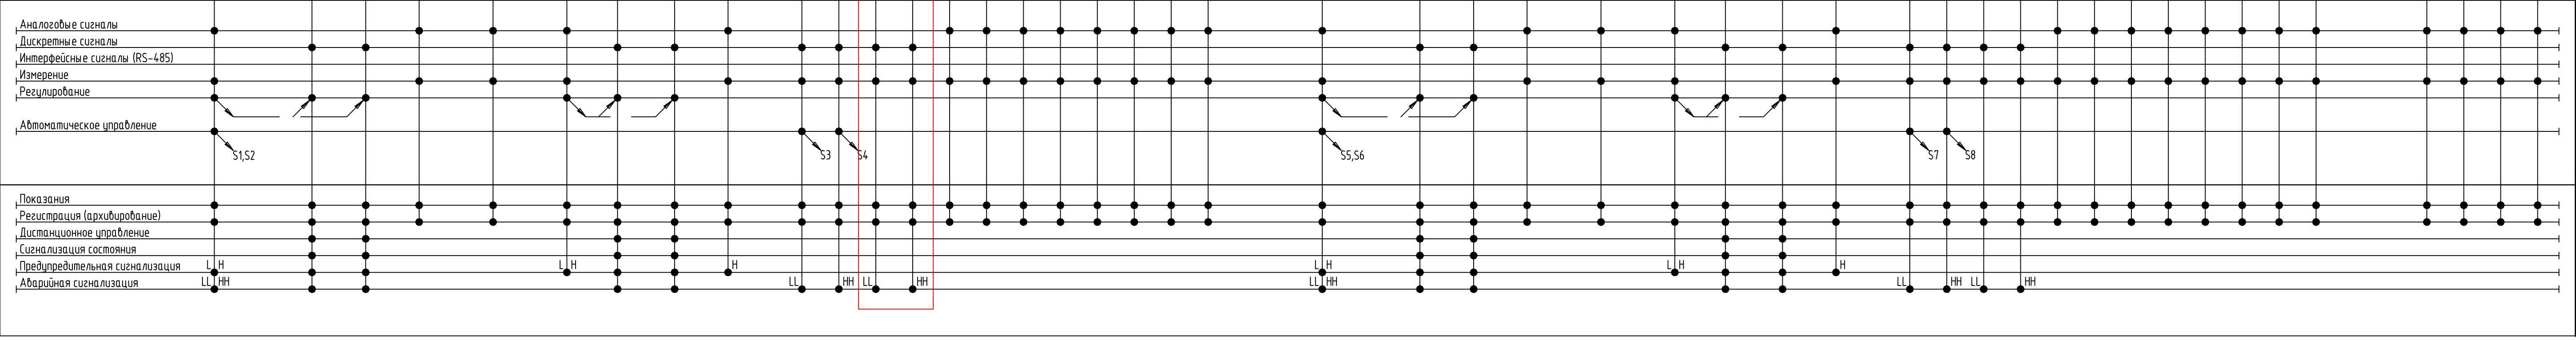 Аналоговые сигналы
Дискретные сигналы
Интерфейсные сигналы (RS-485)
Измерение
Регулирование
Автоматическое управление
S1,S2 S3 S4 S5,S6 S7 S8
Показания
Регистрация (архивирование)
Дистанционное управление
Сигнализация состояния
Предупредительная сигнализация L H L H H L H L H H
Аварийная сигнализация LL HH LL HH LL HH LL HH LL HH LL HH